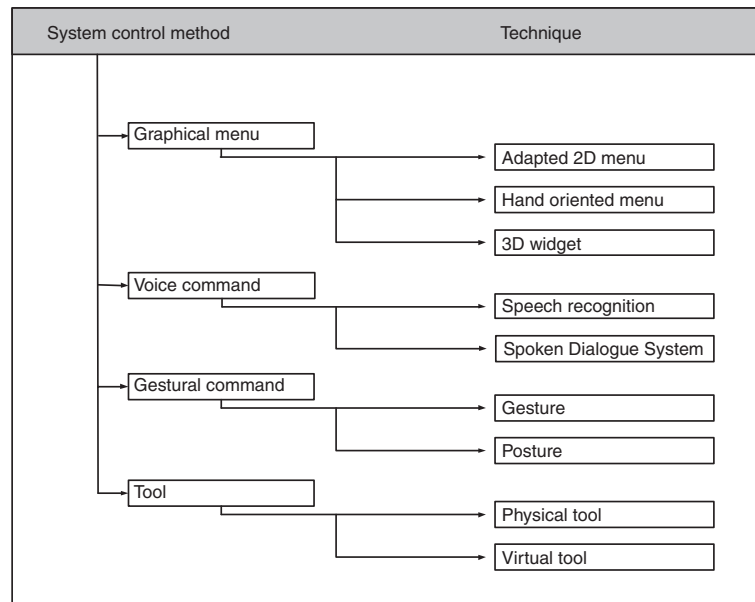 System control method Technique
Graphical menu
Adapted 2D menu
Hand oriented menu
3D widget
Voice command
Speech recognition
Spoken Dialogue System
Gestural command
Gesture
Posture
Tool
Physical tool
Virtual tool